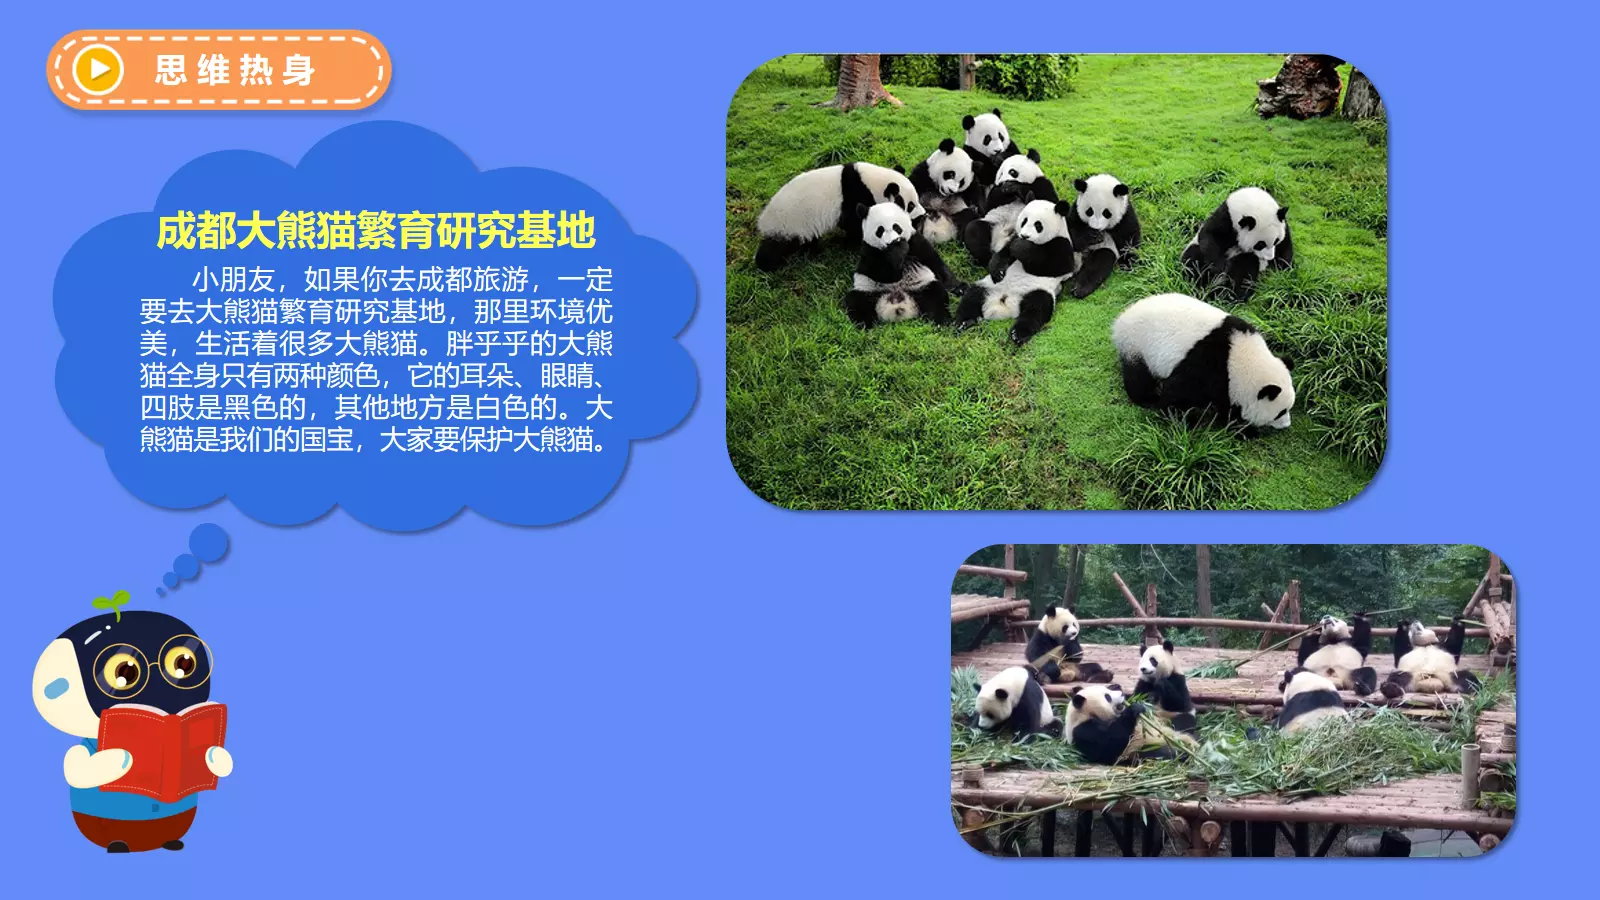 思维热身
成都大熊猫繁育研究基地
小朋友，如果你去成都旅游，一定
要去大熊猫繁育研究基地，那里环境优
美，生活着很多大熊猫。胖乎乎的大熊
猫全身只有两种颜色，它的耳朵、眼睛、
四肢是黑色的，其他地方是白色的。大
熊猫是我们的国宝，大家要保护大熊猫。